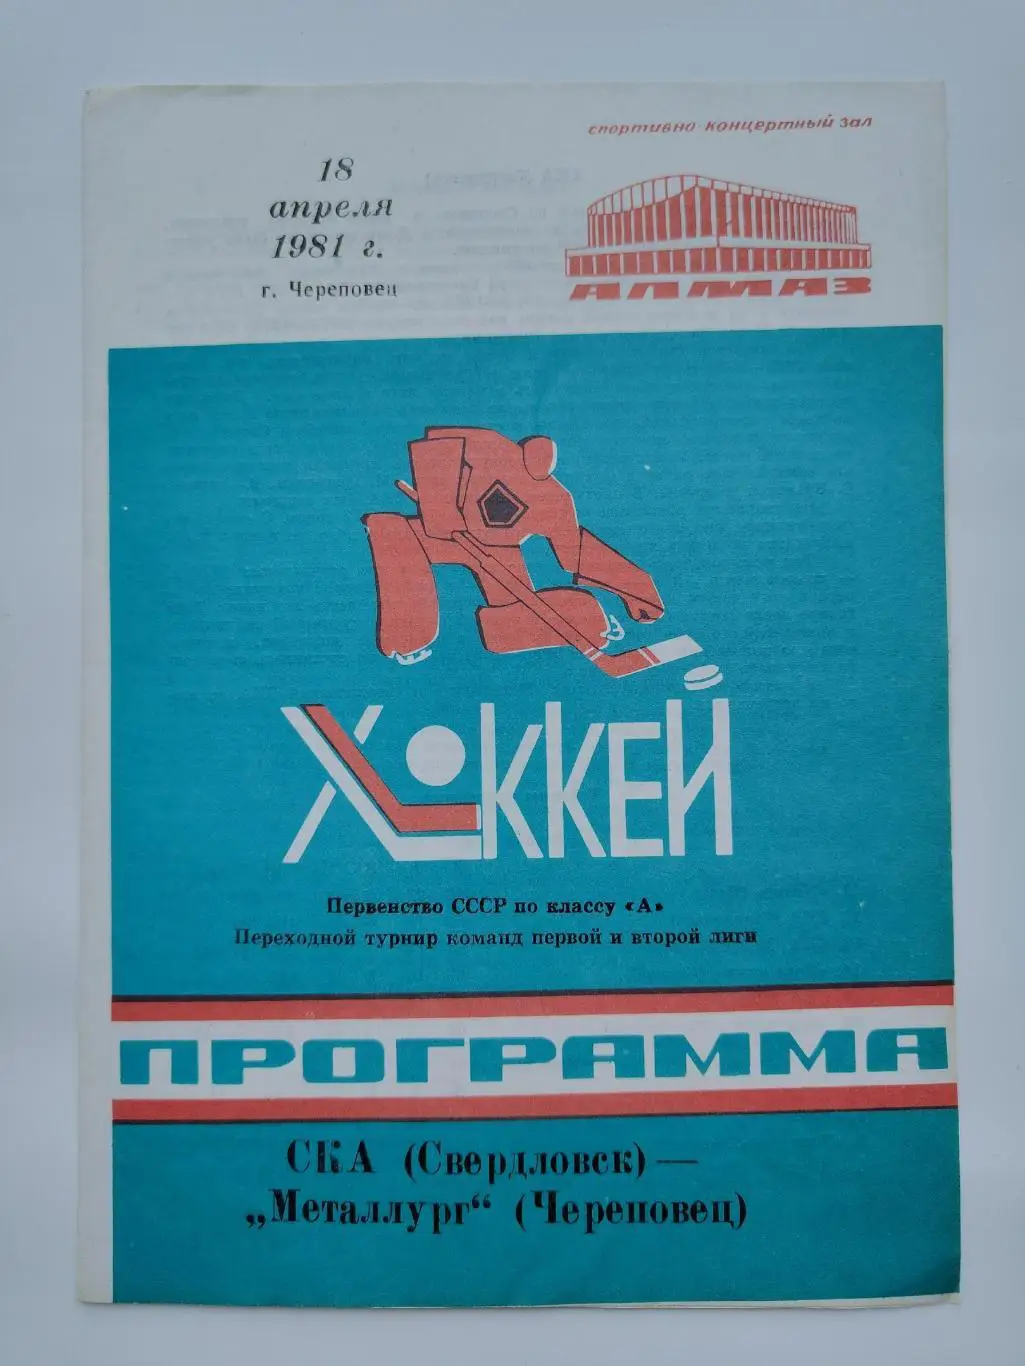 спортивно-концертный зал
АЛМАЗ
18
апреля
1981 г.
г. Череповец
ХОККЕЙ
Первенство СССР по классу «А»
Переходной турнир команд первой и второй лиги
ПРОГРАММА
СКА (Свердловск) —
„Металлург“ (Череповец)